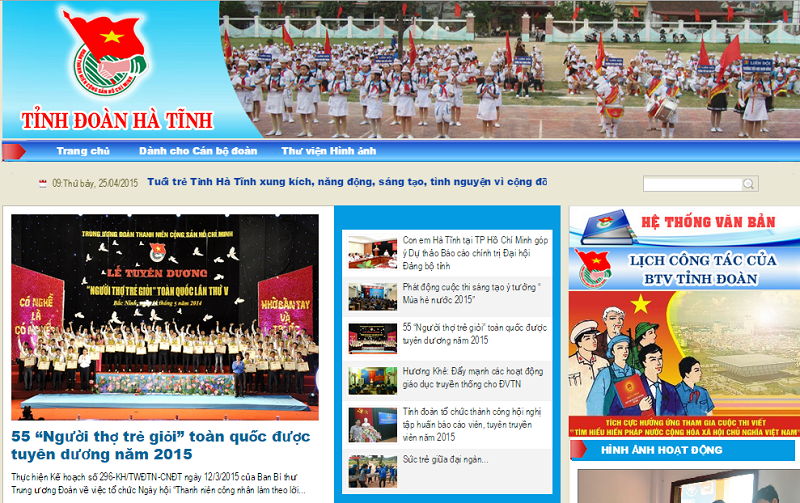 TỈNH ĐOÀN HÀ TĨNH
Trang chủ
Dành cho Cán bộ đoàn
Thư viện Hình ảnh
09:Thứ bảy, 25/04/2015
Tuổi trẻ Tỉnh Hà Tĩnh xung kích, năng động, sáng tạo, tình nguyện vì cộng đồ
TRUNG ƯƠNG ĐOÀN THANH NIÊN CỘNG SẢN HỒ CHÍ MINH
LỄ TUYÊN DƯƠNG
"NGƯỜI THỢ TRẺ GIỎI" TOÀN QUỐC LẦN THỨ V
Bắc Ninh, 5 2014
CÓ NGHỀ
LÀ
NHỜ BÀN TAY
VÀ
55 “Người thợ trẻ giỏi” toàn quốc được
tuyên dương năm 2015
Thực hiện Kế hoạch số 296-KH/TWĐTN-CNĐT ngày 12/3/2015 của Ban Bí thư
Trung ương Đoàn về việc tổ chức Ngày hội “Thanh niên công nhân làm theo lời...
Con em Hà Tĩnh tại TP Hồ Chí Minh góp
ý Dự thảo Báo cáo chính trị Đại hội
Đảng bộ tỉnh
Phát động cuộc thi sáng tạo ý tưởng “
Mùa hè nước 2015”
55 “Người thợ trẻ giỏi” toàn quốc được
tuyên dương năm 2015
Hương Khê: Đẩy mạnh các hoạt động
giáo dục truyền thống cho ĐVTN
Tỉnh đoàn tổ chức thành công hội nghị
tập huấn báo cáo viên, tuyên truyền
viên năm 2015
Sức trẻ giữa đại ngàn...
HỆ THỐNG VĂN BẢN
LỊCH CÔNG TÁC CỦA
BTV TỈNH ĐOÀN
TÍCH CỰC HƯỞNG ỨNG THAM GIA CUỘC THI VIẾT
"TÌM HIỂU HIẾN PHÁP NƯỚC CỘNG HÒA XÃ HỘI CHỦ NGHĨA VIỆT NAM"
HÌNH ẢNH HOẠT ĐỘNG